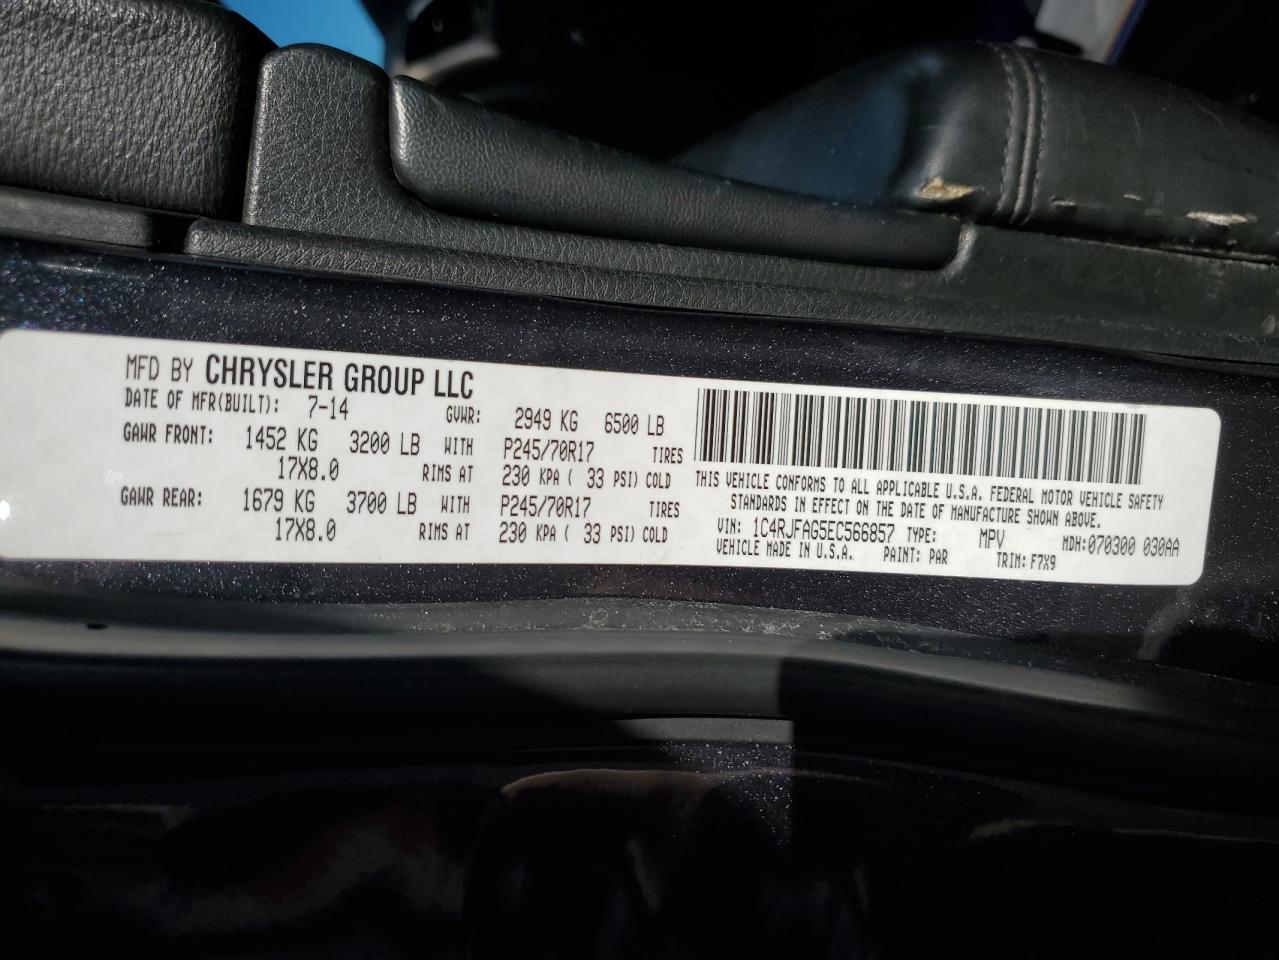 MFD BY CHRYSLER GROUP LLC
DATE OF MFR(BUILT): 7-14 GVWR: 2949 KG 6500 LB
GAWR FRONT: 1452 KG 3200 LB WITH P245/70R17 TIRES
17X8.0 RIMS AT 230 KPA ( 33 PSI) COLD
GAWR REAR: 1679 KG 3700 LB WITH P245/70R17 TIRES
17X8.0 RIMS AT 230 KPA ( 33 PSI) COLD
THIS VEHICLE CONFORMS TO ALL APPLICABLE U.S.A. FEDERAL MOTOR VEHICLE SAFETY
STANDARDS IN EFFECT ON THE DATE OF MANUFACTURE SHOWN ABOVE.
VIN: 1C4RJFAG5EC566857 TYPE: MPV MDH:070300 030AA
VEHICLE MADE IN U.S.A. PAINT: PAR TRIM: F7X9